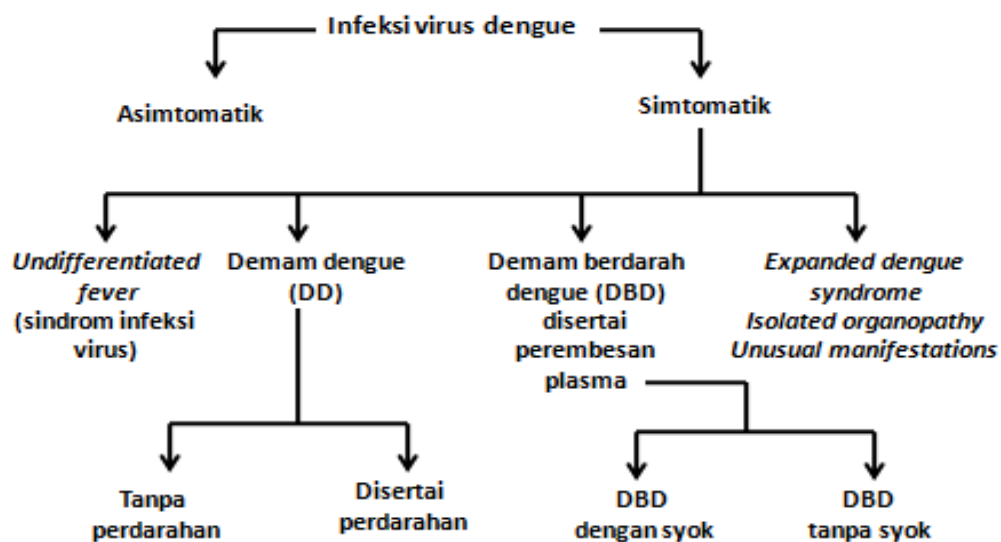 Infeksi virus dengue
Asimtomatik
Simtomatik
Undifferentiated
fever
(sindrom infeksi
virus)
Demam dengue
(DD)
Demam berdarah
dengue (DBD)
disertai
perembesan
plasma
Expanded dengue
syndrome
Isolated organopathy
Unusual manifestations
Tanpa
perdarahan
Disertai
perdarahan
DBD
dengan syok
DBD
tanpa syok